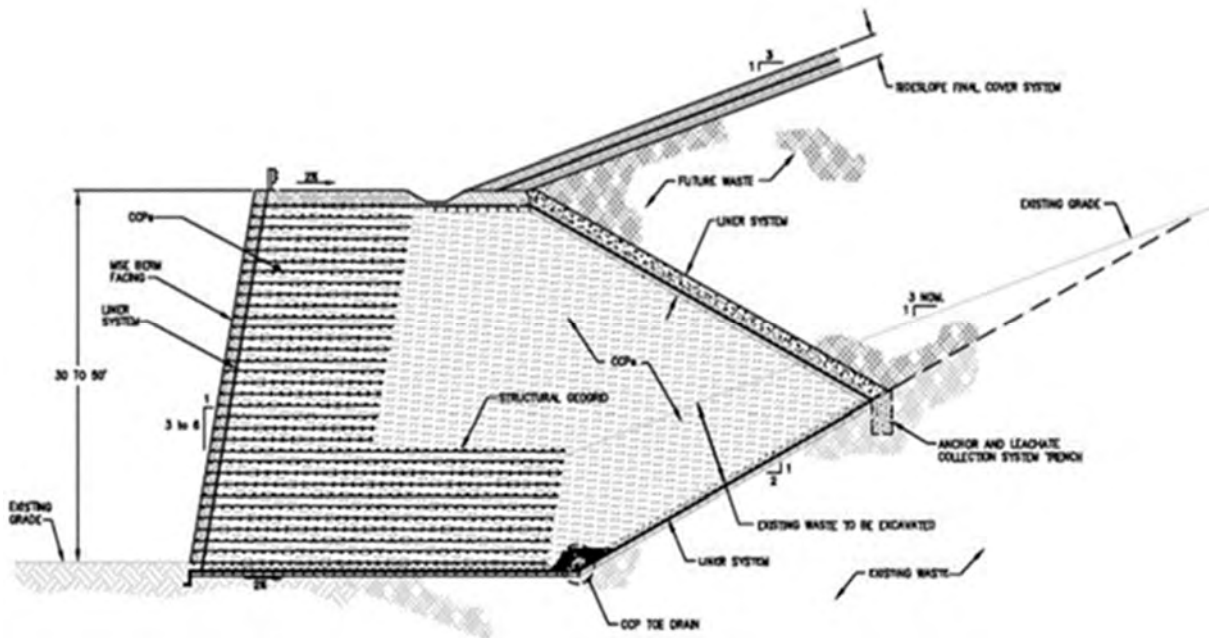 3
1
SIDESLOPE FINAL COVER SYSTEM
2%
FUTURE WASTE
EXISTING GRADE
CCPs
LINER SYSTEM
MSE BERM
FACING
LINER
SYSTEM
3 NOM.
1
CCPs
30 TO 50'
1
3 to 6
STRUCTURAL GEOGRID
ANCHOR AND LEACHATE
COLLECTION SYSTEM TRENCH
1
2
EXISTING
GRADE
EXISTING WASTE TO BE EXCAVATED
LINER SYSTEM
2%
EXISTING WASTE
CCP TOE DRAIN